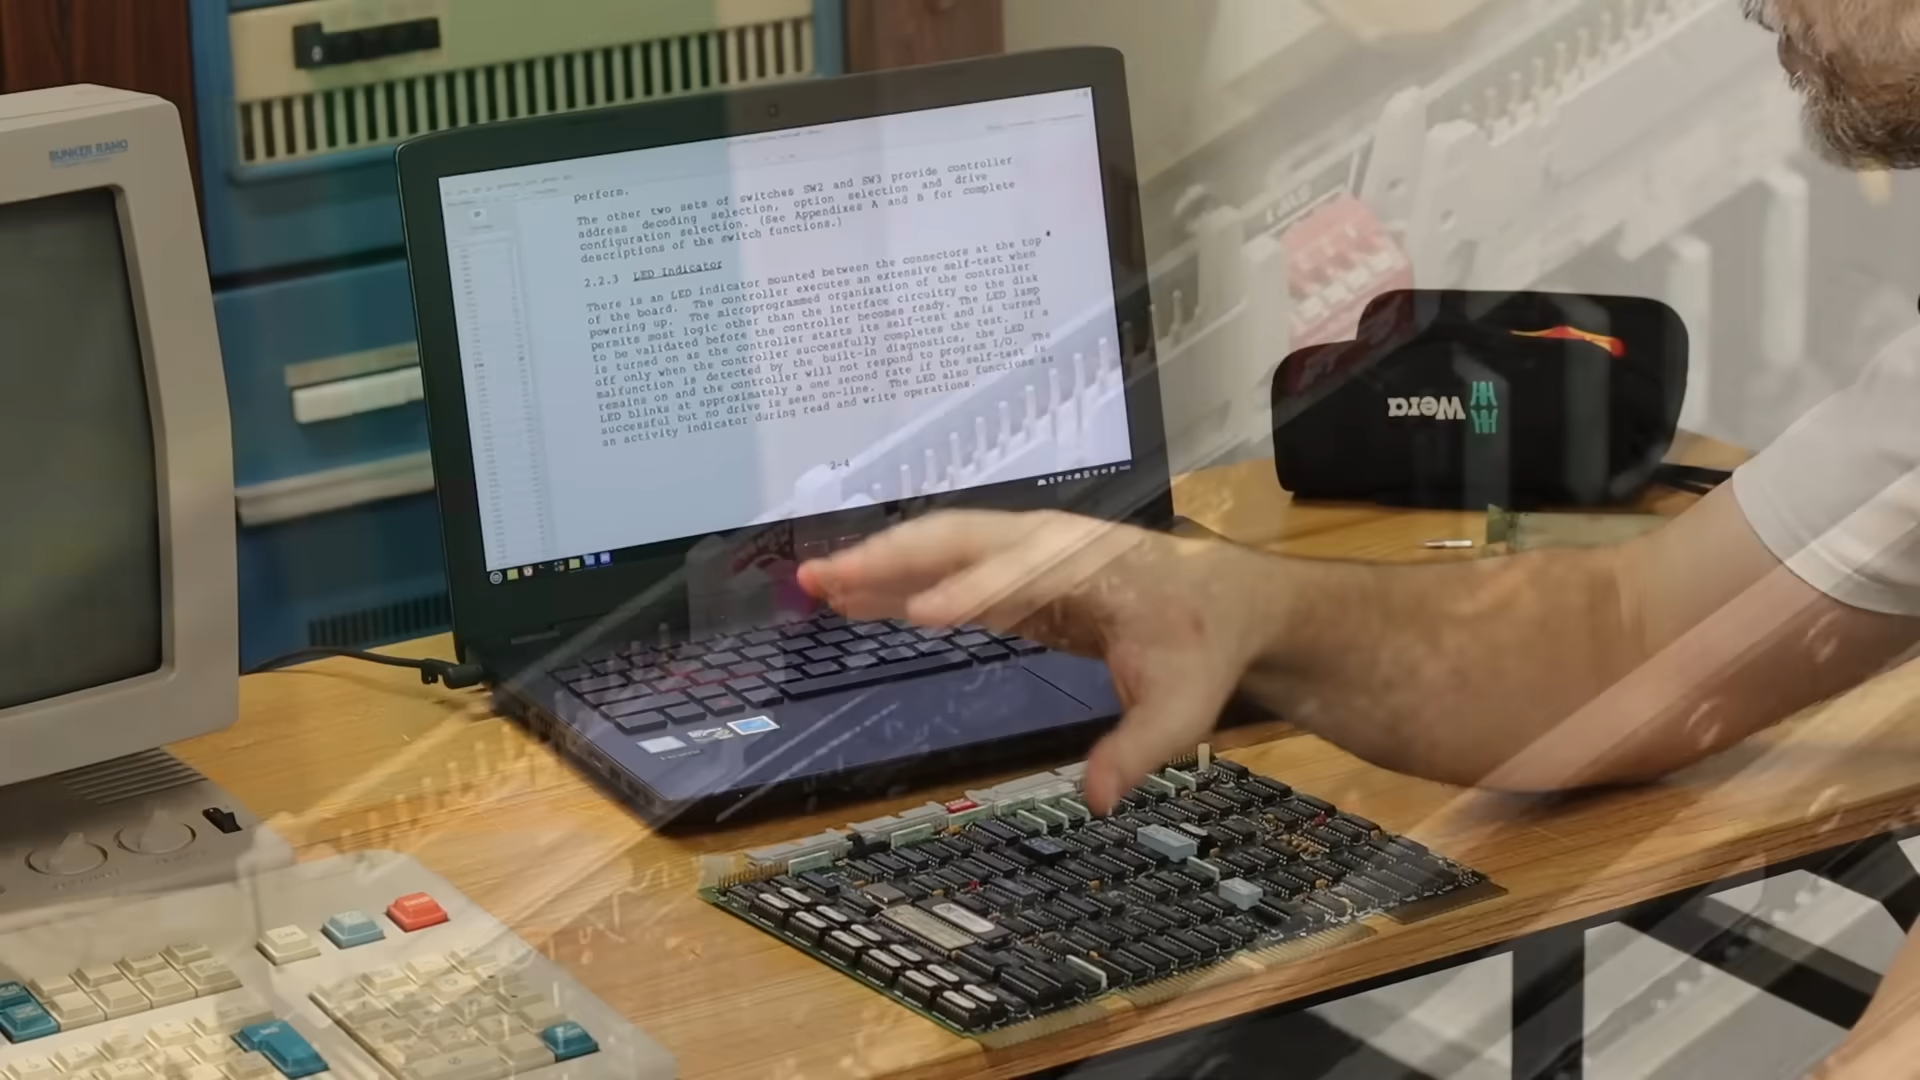 BUNKER RAMO
perform.
The other two sets of switches SW2 and SW3 provide controller
address decoding selection, option selection and drive
configuration selection. (See Appendixes A and B for complete
descriptions of the switch functions.)
2.2.3 LED Indicator
There is an LED indicator mounted between the connectors at the top
of the board. The controller executes an extensive self-test when
powering up. The microprogrammed organization of the controller
permits most logic other than the interface circuitry to the disk
to be validated before the controller becomes ready. The LED lamp
is turned on as the controller starts its self-test and is turned
off only when the controller successfully completes the test. If a
malfunction is detected by the built-in diagnostics, the LED
remains on and the controller will not respond to program I/O. The
LED blinks at approximately a one second rate if the self-test is
successful but no drive is seen on-line. The LED also functions as
an activity indicator during read and write operations.
2-4
Wera